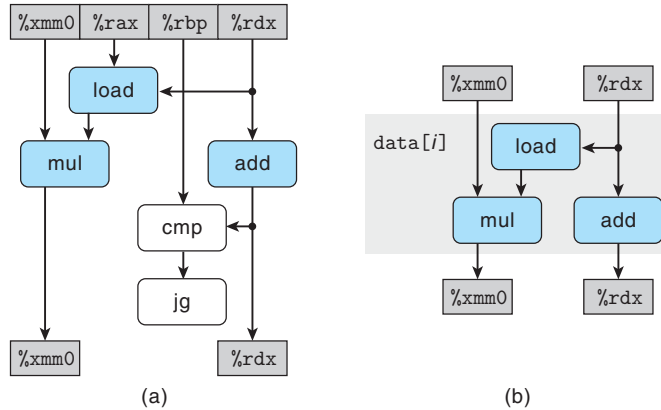 %xmm0 %rax %rbp %rdx
load
mul add
cmp
jg
%xmm0 %rdx
(a)
%xmm0 %rdx
data[i] load
mul add
%xmm0 %rdx
(b)